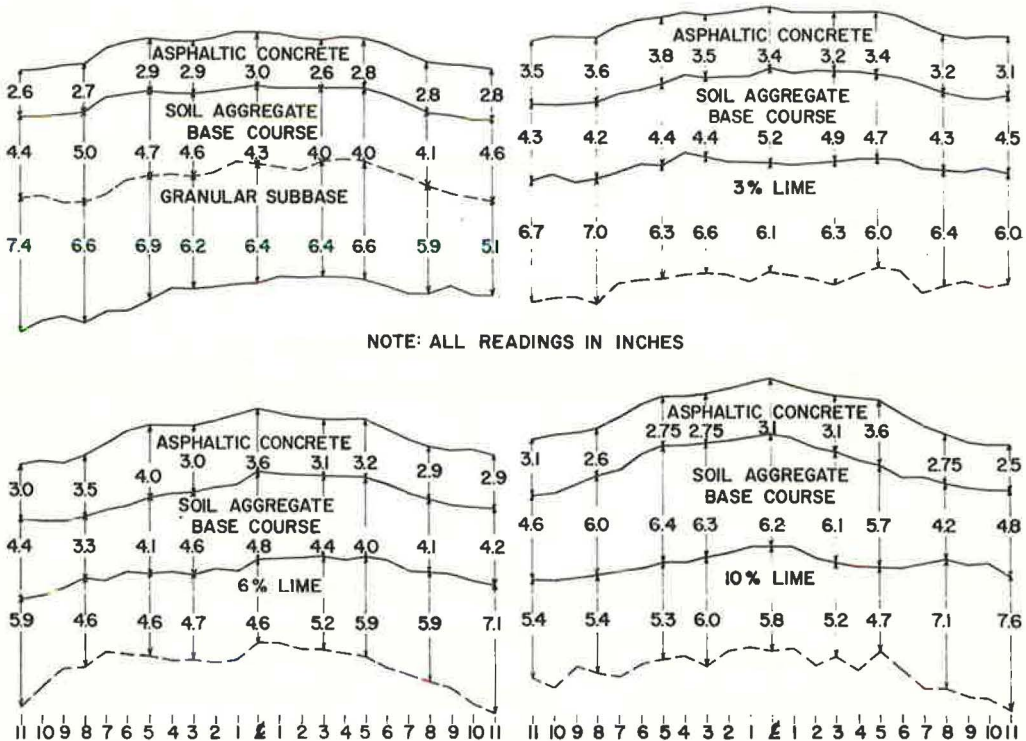 ASPHALTIC CONCRETE
2.6 2.7 2.9 2.9 3.0 2.6 2.8 2.8 2.8
SOIL AGGREGATE
BASE COURSE
4.4 5.0 4.7 4.6 4.3 4.0 4.0 4.1 4.6
GRANULAR SUBBASE
7.4 6.6 6.9 6.2 6.4 6.4 6.6 5.9 5.1
ASPHALTIC CONCRETE
3.5 3.6 3.8 3.5 3.4 3.2 3.4 3.2 3.1
SOIL AGGREGATE
BASE COURSE
4.3 4.2 4.4 4.4 5.2 4.9 4.7 4.3 4.5
3% LIME
6.7 7.0 6.3 6.6 6.1 6.3 6.0 6.4 6.0
NOTE: ALL READINGS IN INCHES
ASPHALTIC CONCRETE
3.0 3.5 4.0 3.0 3.6 3.1 3.2 2.9 2.9
SOIL AGGREGATE
BASE COURSE
4.4 3.3 4.1 4.6 4.8 4.4 4.0 4.1 4.2
6% LIME
5.9 4.6 4.6 4.7 4.6 5.2 5.9 5.9 7.1
11 10 9 8 7 6 5 4 3 2 1 ℄ 1 2 3 4 5 6 7 8 9 10 11
ASPHALTIC CONCRETE
3.1 2.6 2.75 2.75 3.1 3.1 3.6 2.75 2.5
SOIL AGGREGATE
BASE COURSE
4.6 6.0 6.4 6.3 6.2 6.1 5.7 4.2 4.8
10% LIME
5.4 5.4 5.3 6.0 5.8 5.2 4.7 7.1 7.6
11 10 9 8 7 6 5 4 3 2 1 ℄ 1 2 3 4 5 6 7 8 9 10 11